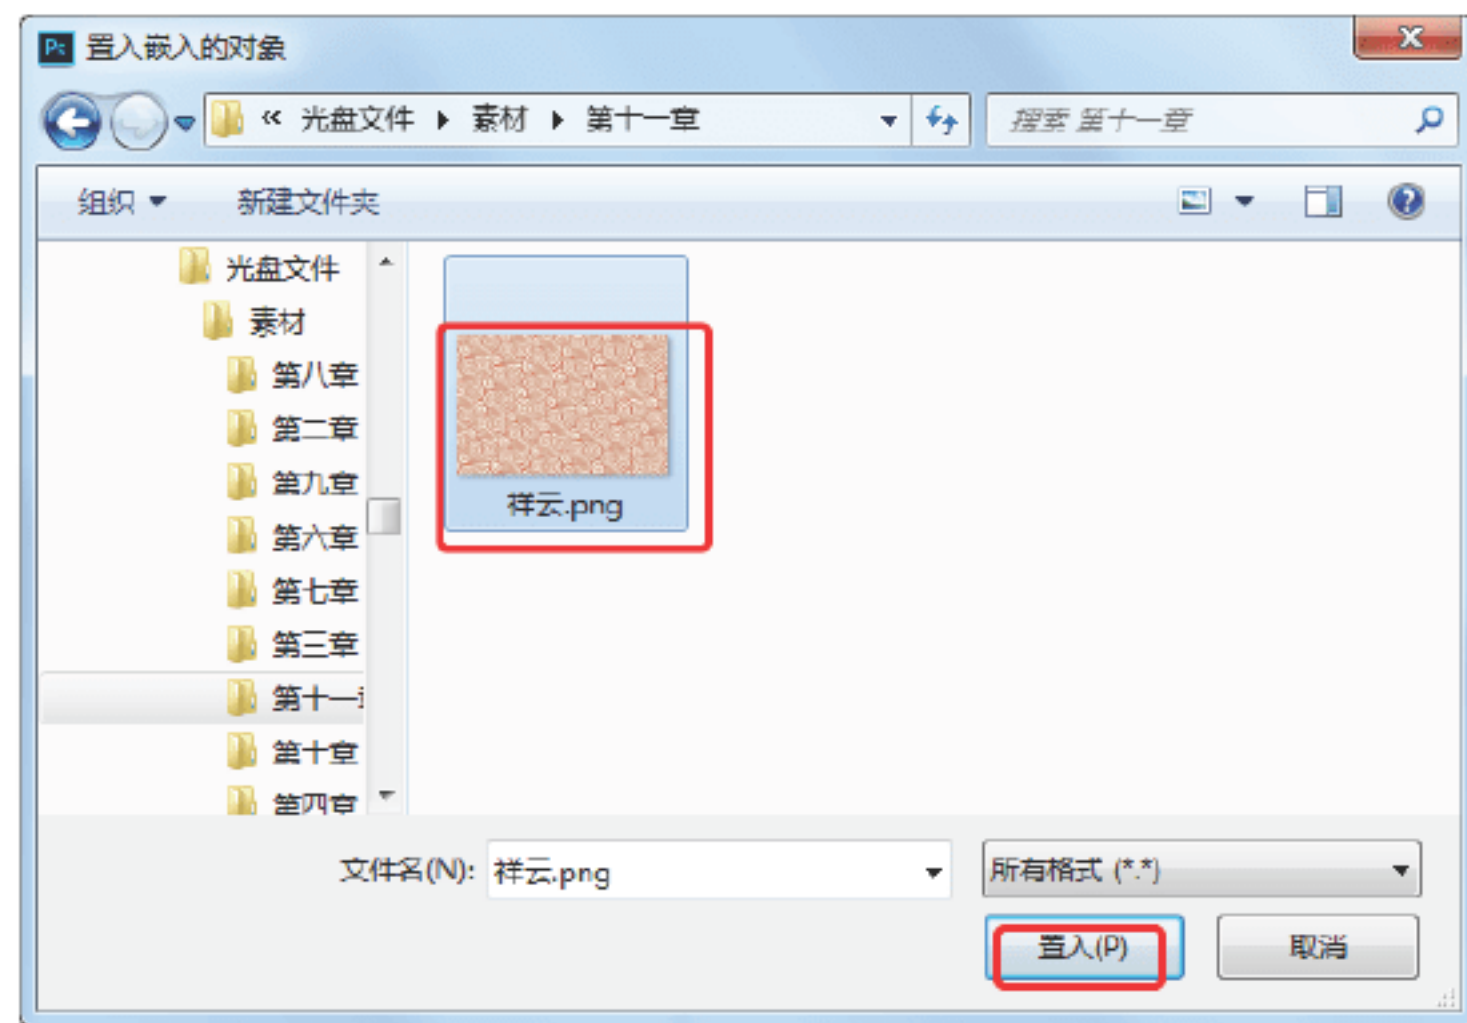 Ps 置入嵌入的对象
« 光盘文件 ▶ 素材 ▶ 第十一章
搜索 第十一章
组织 新建文件夹
光盘文件
素材
第八章
第二章
第九章
第六章
第七章
第三章
第十一
第十章
第四章
祥云.png
文件名(N): 祥云.png
所有格式 (*.*)
置入(P) 取消